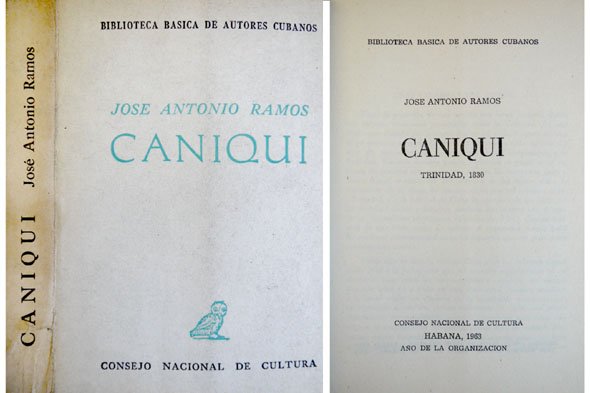 CANIQUI José Antonio Ramos
BIBLIOTECA BASICA DE AUTORES CUBANOS
JOSE ANTONIO RAMOS
CANIQUI
CONSEJO NACIONAL DE CULTURA
BIBLIOTECA BASICA DE AUTORES CUBANOS
JOSE ANTONIO RAMOS
CANIQUI
TRINIDAD, 1830
CONSEJO NACIONAL DE CULTURA
HABANA, 1963
AÑO DE LA ORGANIZACION